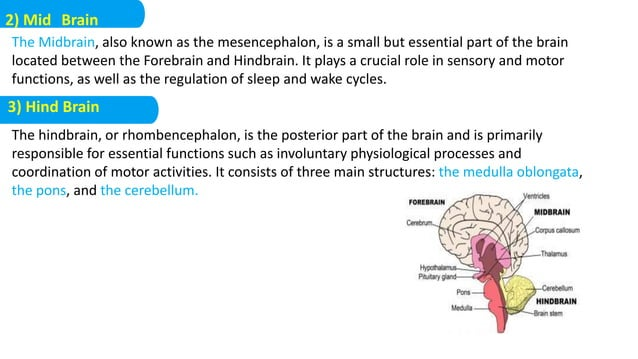 2) Mid Brain
The Midbrain, also known as the mesencephalon, is a small but essential part of the brain
located between the Forebrain and Hindbrain. It plays a crucial role in sensory and motor
functions, as well as the regulation of sleep and wake cycles.
3) Hind Brain
The hindbrain, or rhombencephalon, is the posterior part of the brain and is primarily
responsible for essential functions such as involuntary physiological processes and
coordination of motor activities. It consists of three main structures: the medulla oblongata,
the pons, and the cerebellum.
Ventricles
FOREBRAIN
MIDBRAIN
Cerebrum
Corpus callosum
Thalamus
Hypothalamus
Pituitary gland
Cerebellum
Pons
HINDBRAIN
Medulla
Brain stem